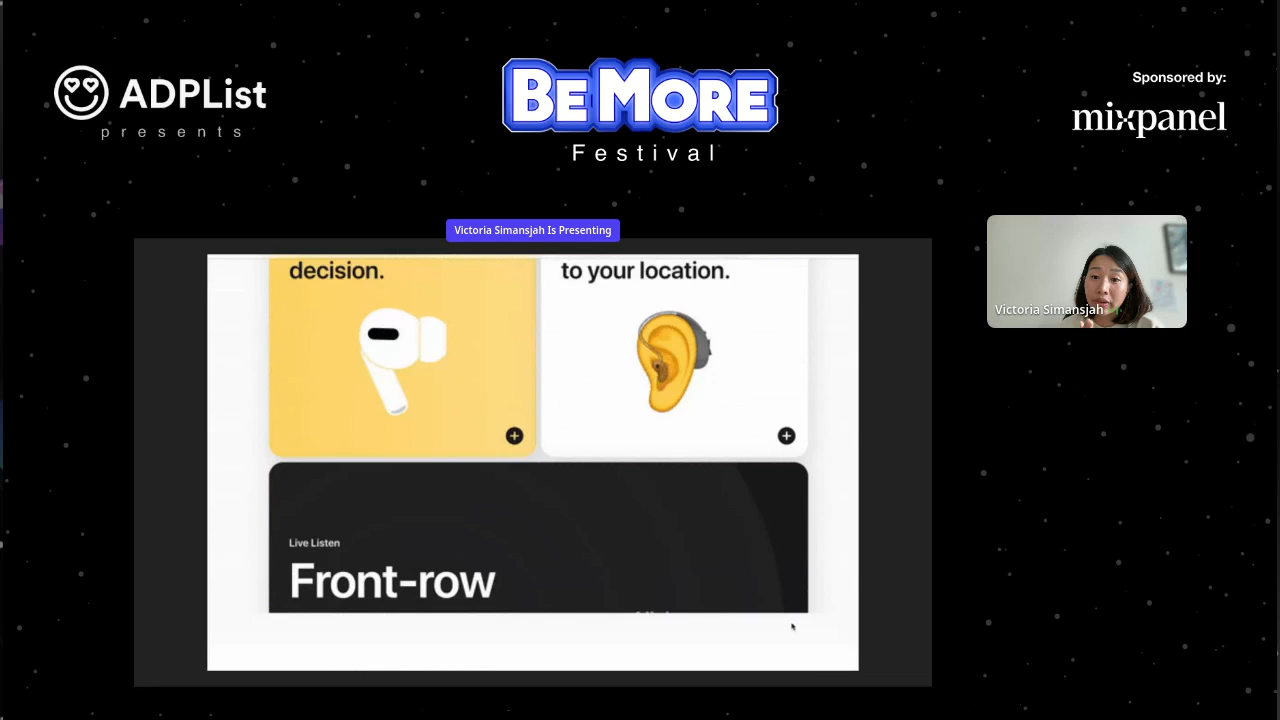 ADPList
presents
BE MORE
Festival
Sponsored by:
mixpanel
Victoria Simansjah Is Presenting
decision.
to your location.
Live Listen
Front-row
Victoria Simansjah